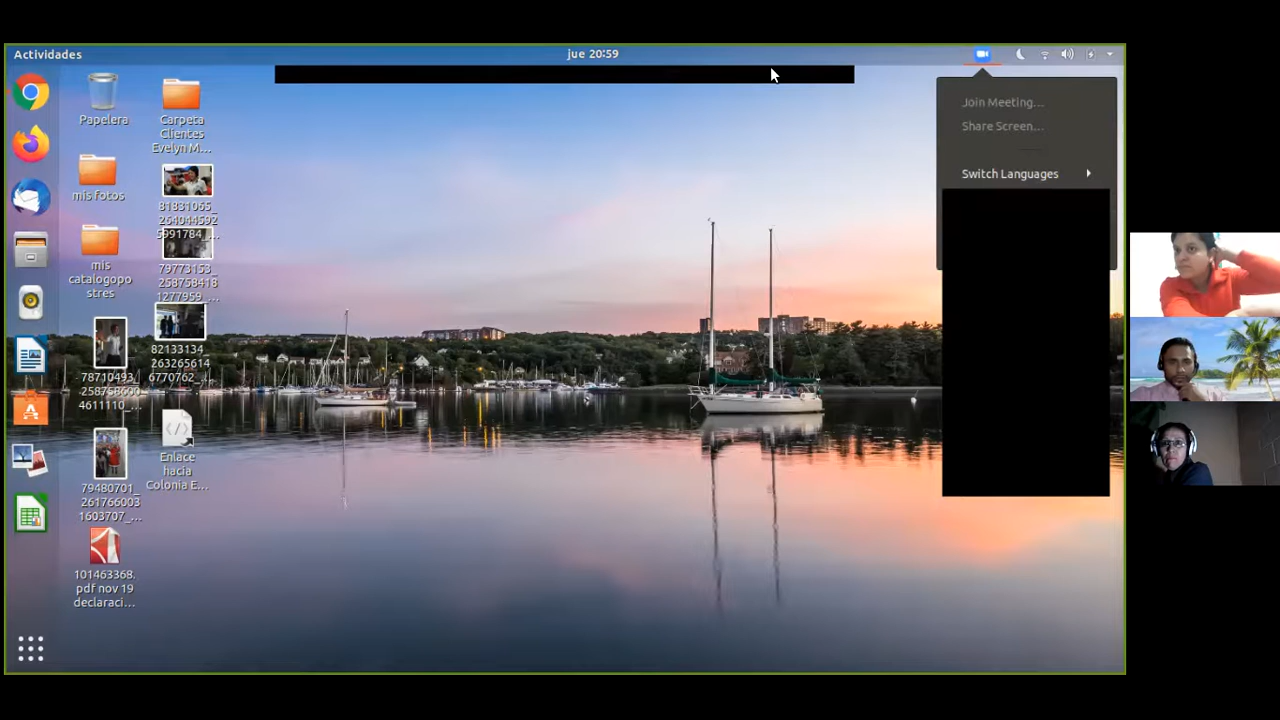 Actividades
jue 20:59
Join Meeting...
Share Screen...
Switch Languages
Papelera
Carpeta
Clientes
Evelyn M...
mis fotos
81831065_
264044592
5991784_...
mis
catalogopo
stres
79773153_
258758418
1277959_...
78710493_
258758600
4611110_...
82133134_
263265614
6770762_...
79480701_
261766003
1603707_...
Enlace
hacia
Colonia E...
101463368.
pdf nov 19
declaraci...